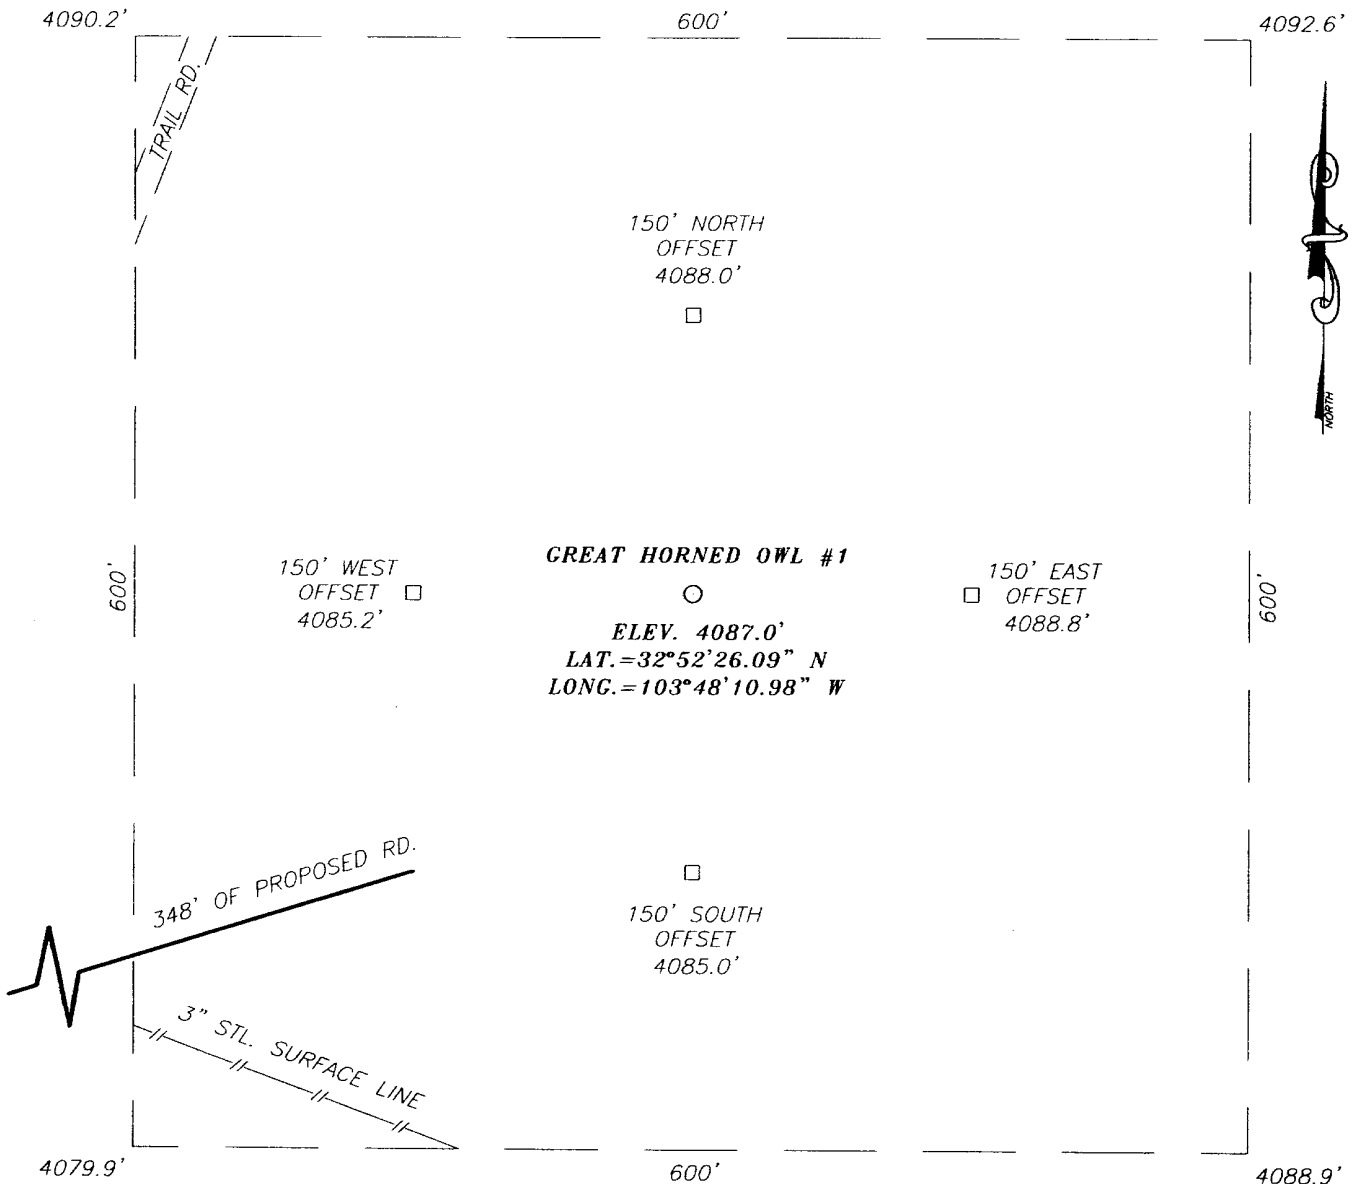 4090.2'
600'
4092.6'
TRAIL RD.
150' NORTH
OFFSET
4088.0'
NORTH
600'
150' WEST
OFFSET
4085.2'
GREAT HORNED OWL #1
ELEV. 4087.0'
LAT.=32°52'26.09" N
LONG.=103°48'10.98" W
150' EAST
OFFSET
4088.8'
600'
348' OF PROPOSED RD.
150' SOUTH
OFFSET
4085.0'
3" STL. SURFACE LINE
4079.9'
600'
4088.9'